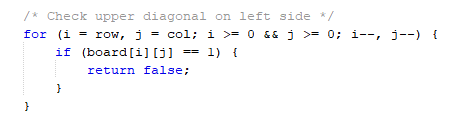 /* Check upper diagonal on left side */
for (i = row, j = col; i >= 0 && j >= 0; i--, j--) {
    if (board[i][j] == 1) {
        return false;
    }
}